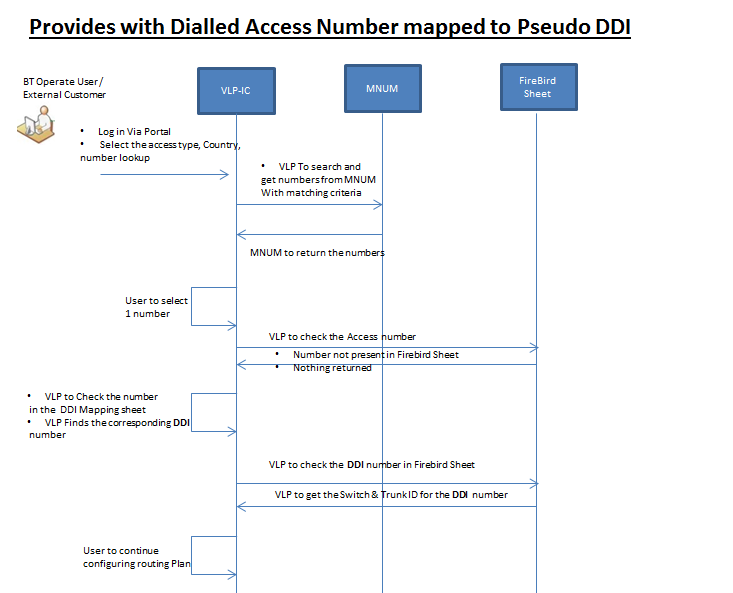 Provides with Dialled Access Number mapped to Pseudo DDI
BT Operate User/
External Customer
VLP-IC
MNUM
FireBird
Sheet
• Log in Via Portal
• Select the access type, Country,
number lookup
• VLP To search and
get numbers from MNUM
With matching criteria
MNUM to return the numbers
User to select
1 number
VLP to check the Access number
• Number not present in Firebird Sheet
• Nothing returned
• VLP to Check the number
in the DDI Mapping sheet
• VLP Finds the corresponding DDI
number
VLP to check the DDI number in Firebird Sheet
VLP to get the Switch & Trunk ID for the DDI number
User to continue
configuring routing Plan